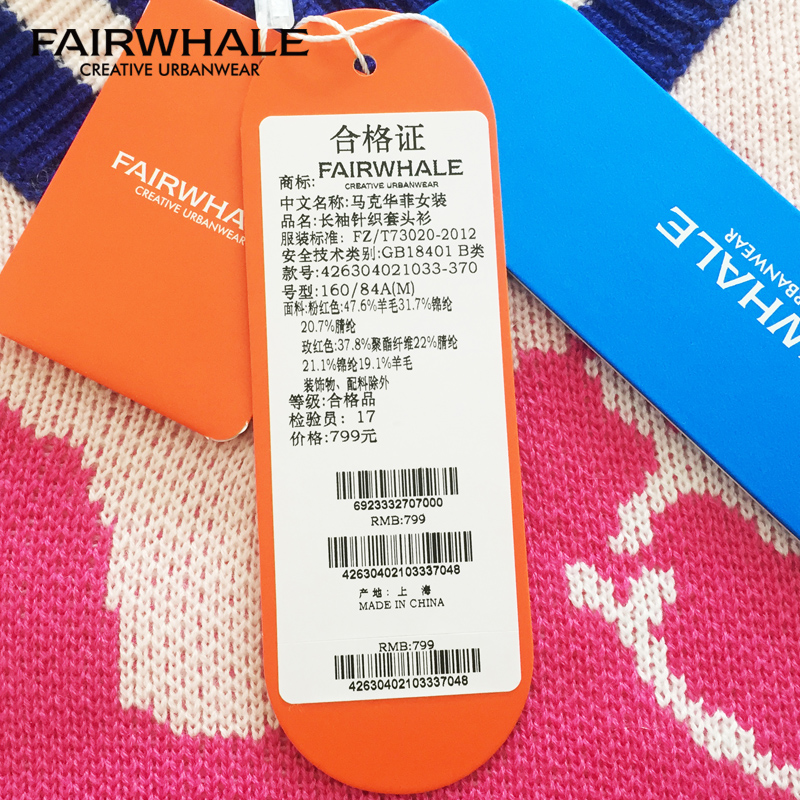 FAIRWHALE
CREATIVE URBANWEAR
FAIRWHALE
CREATIVE URBANWEAR
合格证
商标: FAIRWHALE
CREATIVE URBANWEAR
中文名称:马克华菲女装
品名:长袖针织套头衫
服装标准: FZ/T73020-2012
安全技术类别:GB18401 B类
款号:426304021033-370
号型:160/84A(M)
面料:粉红色:47.6%羊毛31.7%锦纶
20.7%腈纶
玫红色:37.8%聚酯纤维22%腈纶
21.1%锦纶19.1%羊毛
装饰物、配料除外
等级:合格品
检验员: 17
价格:799元
6923332707000
RMB:799
42630402103337048
产地:上 海
MADE IN CHINA
RMB:799
42630402103337048
WHALE
URBANWEAR